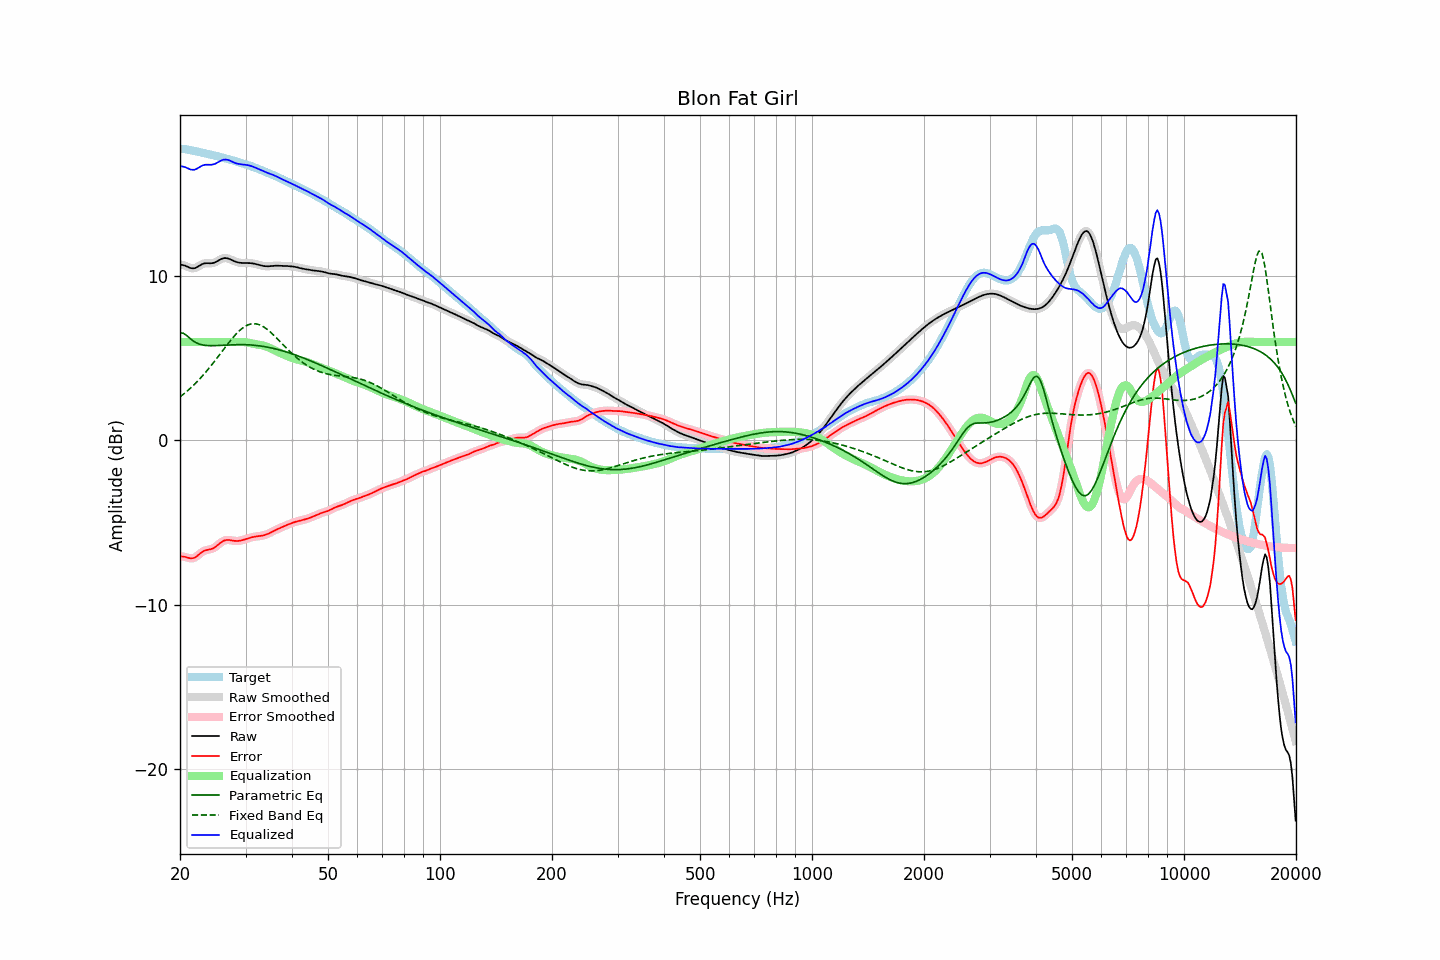 Blon Fat Girl
Amplitude (dBr)
10
0
−10
−20
Target
Raw Smoothed
Error Smoothed
Raw
Error
Equalization
Parametric Eq
Fixed Band Eq
Equalized
20 50 100 200 500 1000 2000 5000 10000 20000
Frequency (Hz)